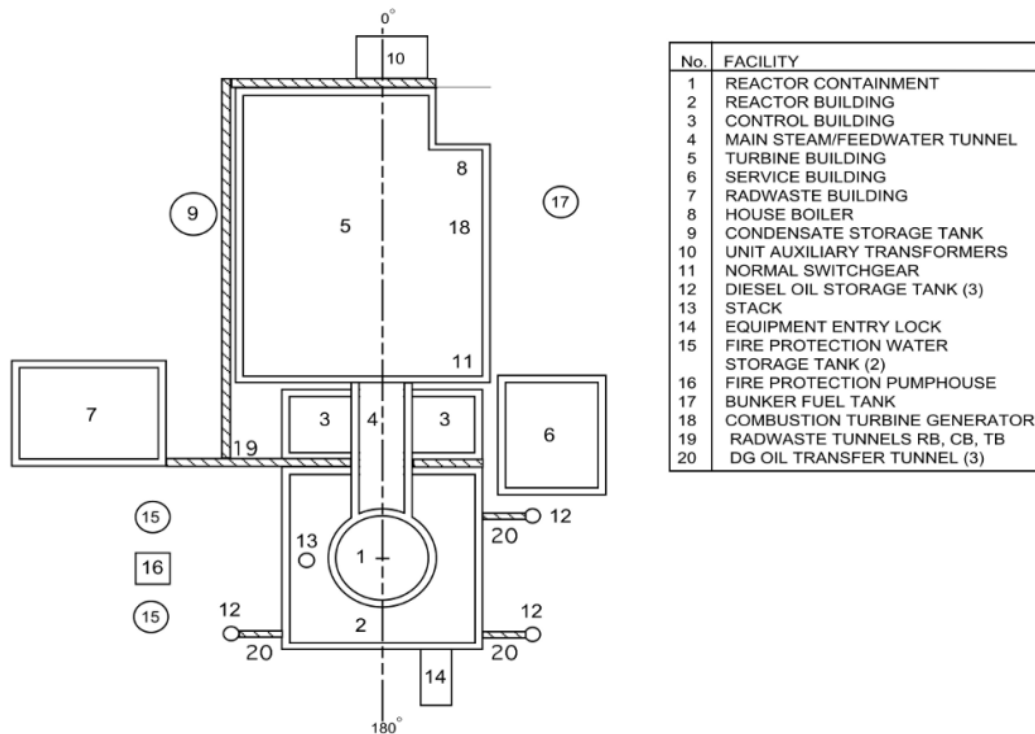 0°
10
9
5
8
18
17
11
7
3
4
3
6
19
15
13
1
20
12
16
12
2
12
15
20
20
14
180°
No. FACILITY
1 REACTOR CONTAINMENT
2 REACTOR BUILDING
3 CONTROL BUILDING
4 MAIN STEAM/FEEDWATER TUNNEL
5 TURBINE BUILDING
6 SERVICE BUILDING
7 RADWASTE BUILDING
8 HOUSE BOILER
9 CONDENSATE STORAGE TANK
10 UNIT AUXILIARY TRANSFORMERS
11 NORMAL SWITCHGEAR
12 DIESEL OIL STORAGE TANK (3)
13 STACK
14 EQUIPMENT ENTRY LOCK
15 FIRE PROTECTION WATER
STORAGE TANK (2)
16 FIRE PROTECTION PUMPHOUSE
17 BUNKER FUEL TANK
18 COMBUSTION TURBINE GENERATOR
19 RADWASTE TUNNELS RB, CB, TB
20 DG OIL TRANSFER TUNNEL (3)